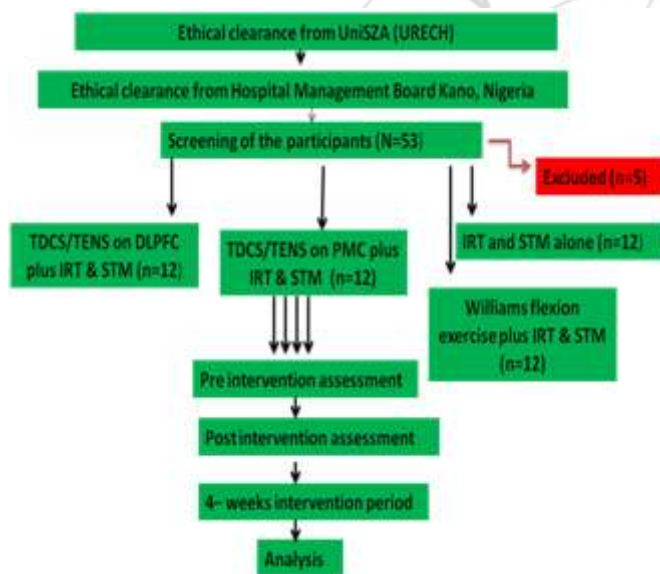 Ethical clearance from UniSZA (URECH)
Ethical clearance from Hospital Management Board Kano, Nigeria
Screening of the participants (N=53)
Excluded (n=5)
TDCS/TENS on DLPFC
plus IRT & STM (n=12)
TDCS/TENS on PMC plus
IRT & STM (n=12)
IRT and STM alone (n=12)
Williams flexion
exercise plus IRT & STM
(n=12)
Pre intervention assessment
Post intervention assessment
4– weeks intervention period
Analysis